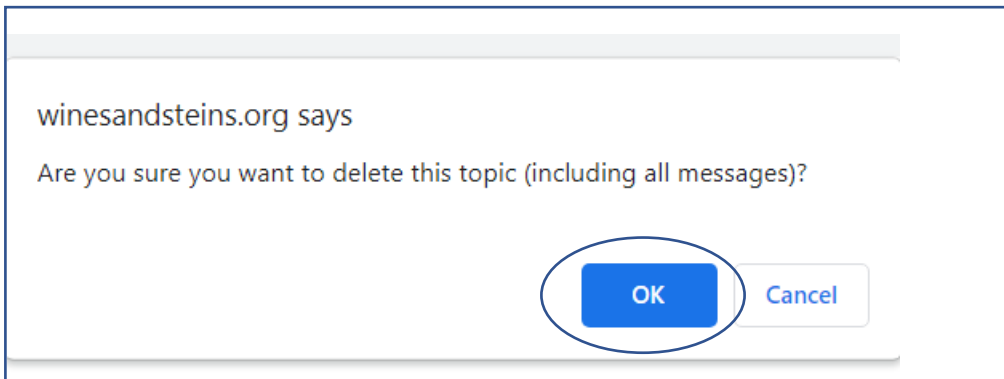 winesandsteins.org says
Are you sure you want to delete this topic (including all messages)?
OK Cancel